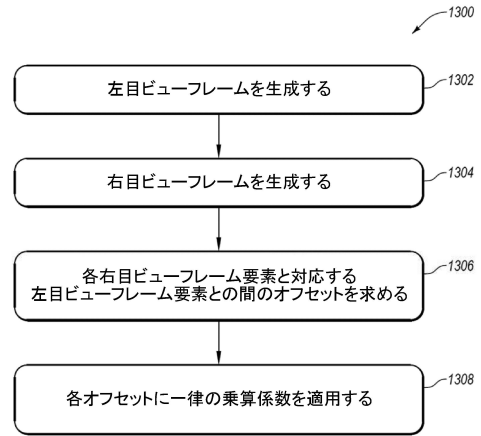 1300
左目ビューフレームを生成する
1302
右目ビューフレームを生成する
1304
各右目ビューフレーム要素と対応する
左目ビューフレーム要素との間のオフセットを求める
1306
各オフセットに一律の乗算係数を適用する
1308